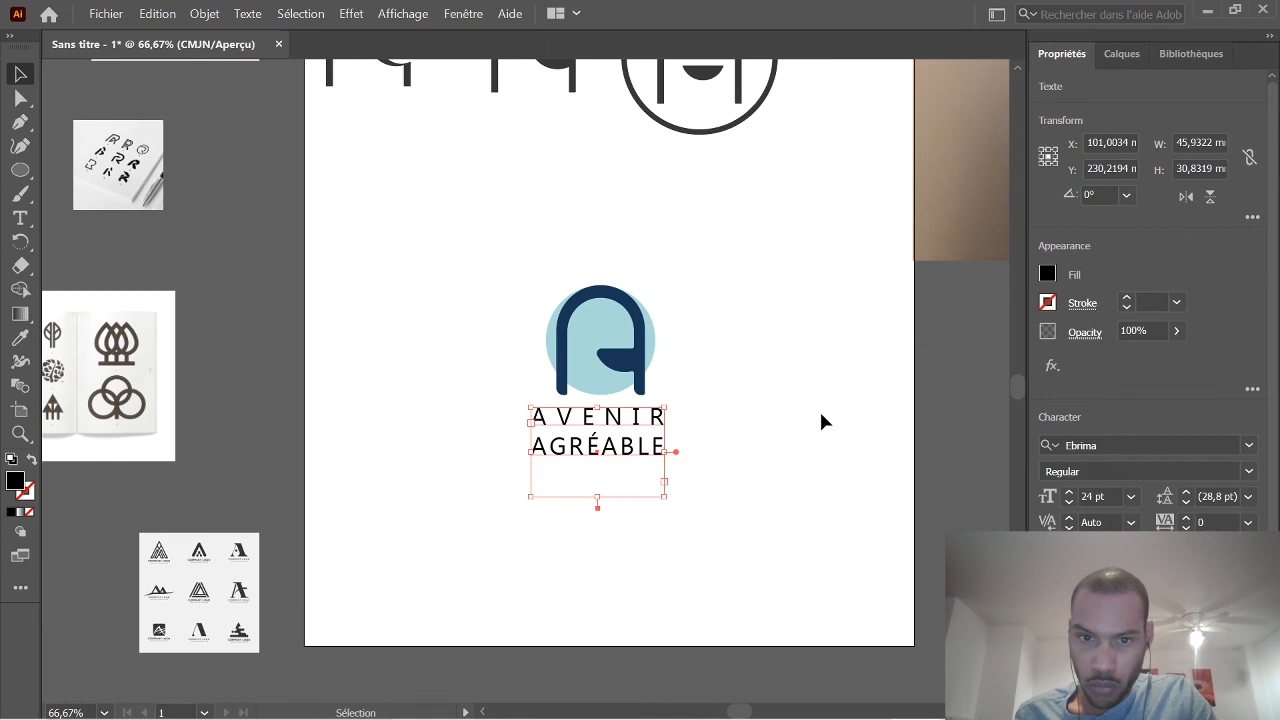 Ai
Fichier Edition Objet Texte Sélection Effet Affichage Fenêtre Aide
Rechercher dans l'aide Adob
Sans titre - 1* @ 66,67% (CMJN/Aperçu)
Propriétés Calques Bibliothèques
Texte
Transform
X: 101,0034 m W: 45,9322 mi
Y: 230,2194 n H: 30,8319 mi
0°
Appearance
Fill
Stroke
Opacity 100%
fx.
Character
Ebrima
Regular
24 pt (28,8 pt)
Auto 0
AVENIR
AGRÉABLE
66,67% 1 Sélection